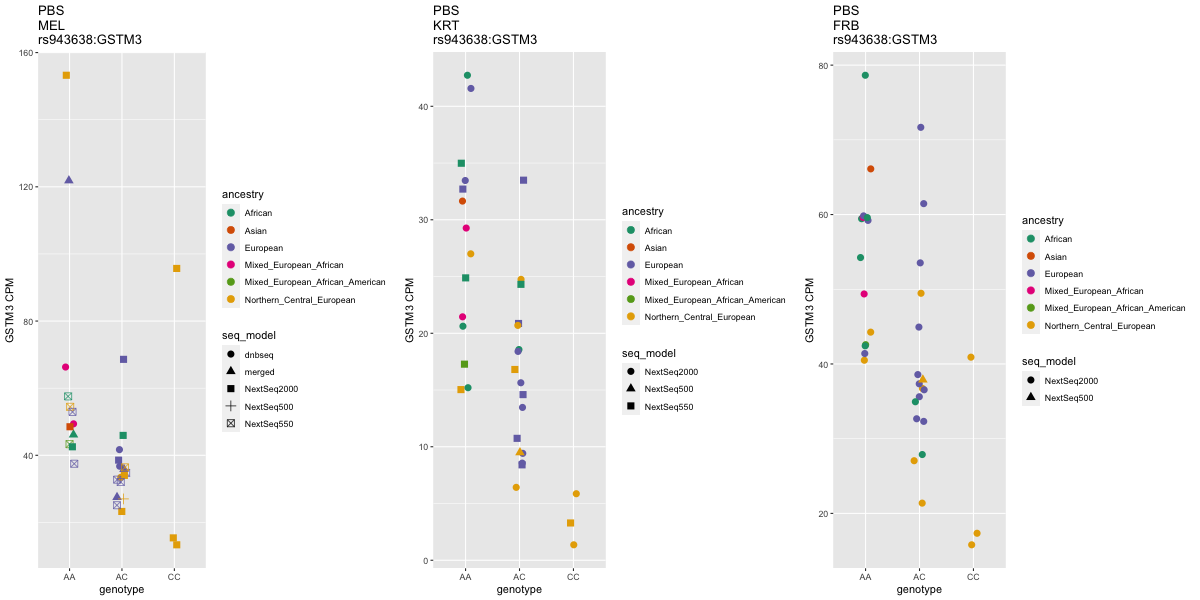 PBS
MEL
rs943638:GSTM3
160
120
80
40
GSTM3 CPM
AA
AC
CC
genotype
ancestry
African
Asian
European
Mixed_European_African
Mixed_European_African_American
Northern_Central_European
seq_model
dnbseq
merged
NextSeq2000
NextSeq500
NextSeq550
PBS
KRT
rs943638:GSTM3
40
30
20
10
0
GSTM3 CPM
AA
AC
CC
genotype
ancestry
African
Asian
European
Mixed_European_African
Mixed_European_African_American
Northern_Central_European
seq_model
NextSeq2000
NextSeq500
NextSeq550
PBS
FRB
rs943638:GSTM3
80
60
40
20
GSTM3 CPM
AA
AC
CC
genotype
ancestry
African
Asian
European
Mixed_European_African
Mixed_European_African_American
Northern_Central_European
seq_model
NextSeq2000
NextSeq500